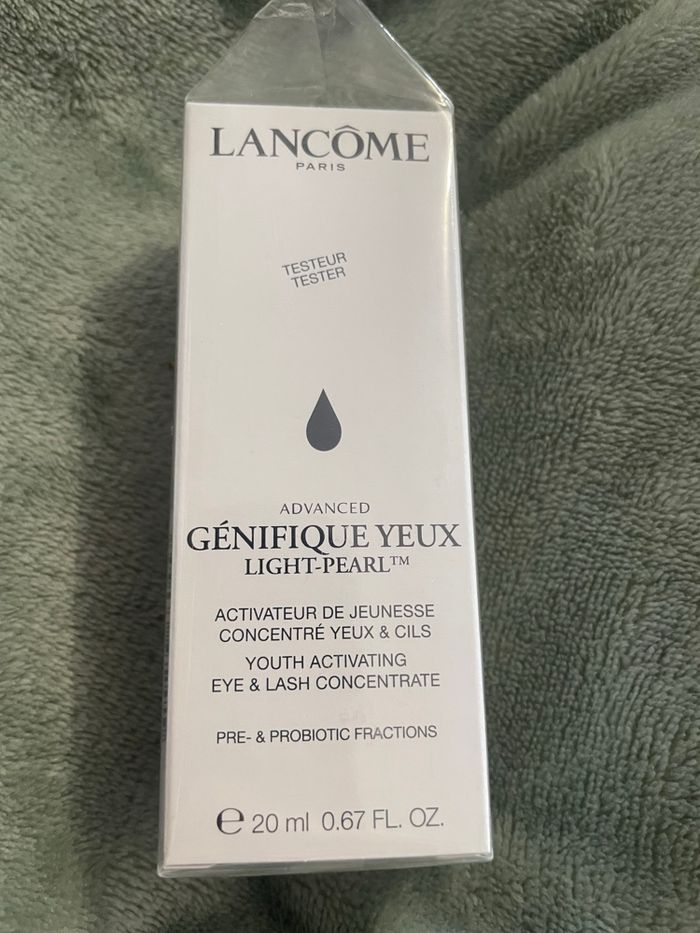 LANCÔME
PARIS
TESTEUR
TESTER
ADVANCED
GÉNIFIQUE YEUX
LIGHT-PEARL™
ACTIVATEUR DE JEUNESSE
CONCENTRÉ YEUX & CILS
YOUTH ACTIVATING
EYE & LASH CONCENTRATE
PRE- & PROBIOTIC FRACTIONS
℮ 20 ml 0.67 FL. OZ.